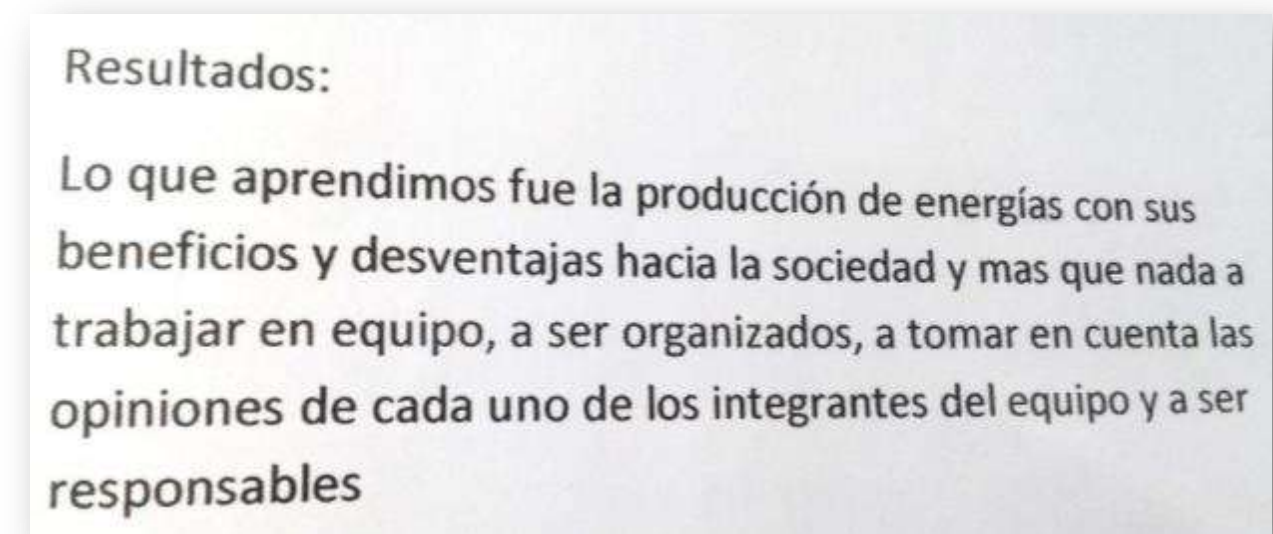 Resultados:
Lo que aprendimos fue la producción de energías con sus
beneficios y desventajas hacia la sociedad y mas que nada a
trabajar en equipo, a ser organizados, a tomar en cuenta las
opiniones de cada uno de los integrantes del equipo y a ser
responsables